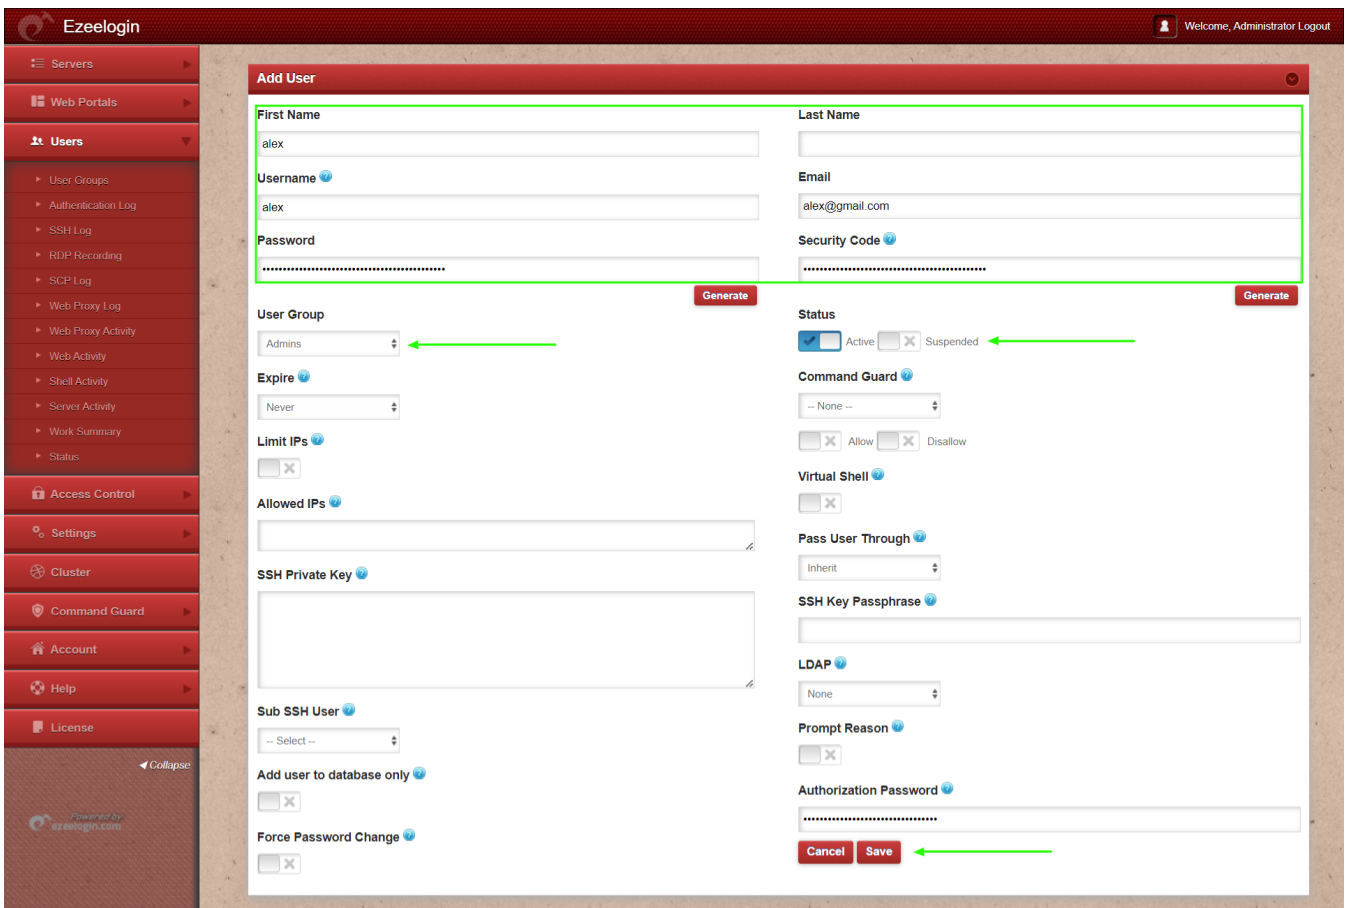 Ezeelogin
Welcome, Administrator Logout
Servers
Web Portals
Users
User Groups
Authentication Log
SSH Log
RDP Recording
SCP Log
Web Proxy Log
Web Proxy Activity
Web Activity
Shell Activity
Server Activity
Work Summary
Status
Access Control
Settings
Cluster
Command Guard
Account
Help
License
Collapse
Powered by
ezeelogin.com
Add User
First Name
alex
Last Name
Username
alex
Email
alex@gmail.com
Password
Generate
Security Code
Generate
User Group
Admins
Status
Active Suspended
Expire
Never
Command Guard
-- None --
Allow Disallow
Limit IPs
Virtual Shell
Allowed IPs
Pass User Through
Inherit
SSH Private Key
SSH Key Passphrase
LDAP
None
Sub SSH User
-- Select --
Prompt Reason
Add user to database only
Authorization Password
Force Password Change
Cancel Save